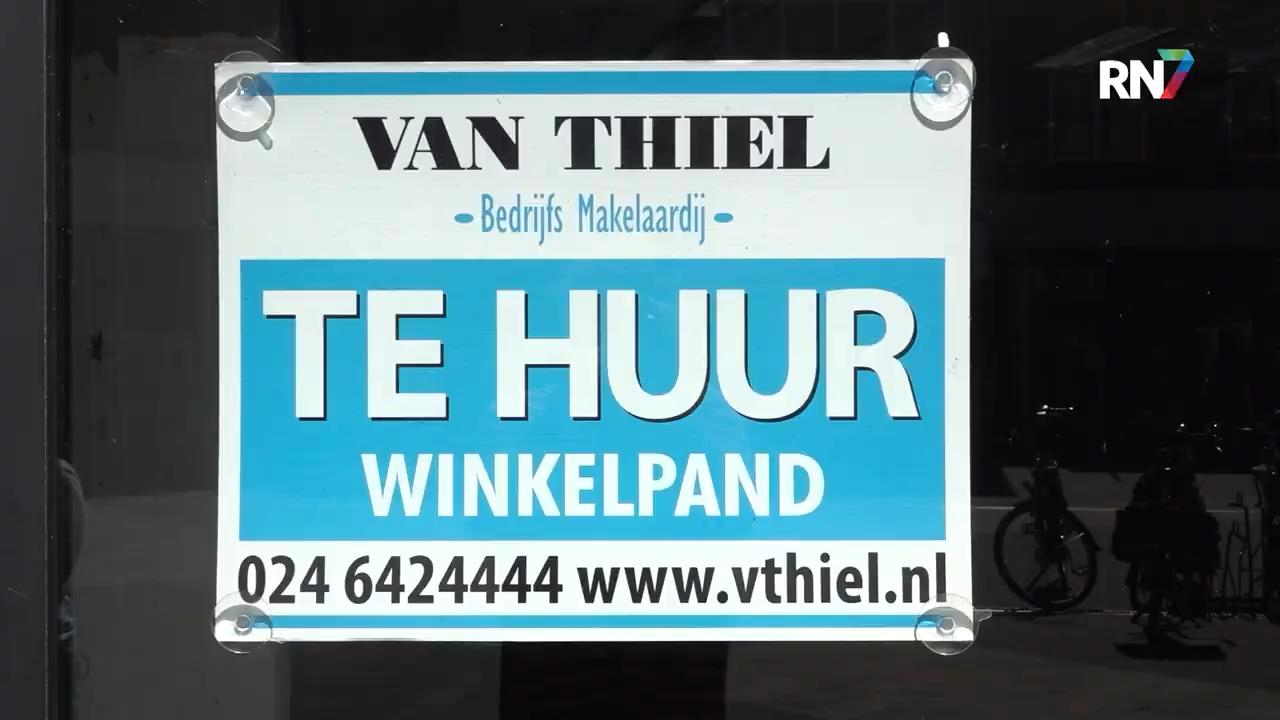 RN7
VAN THIEL
- Bedrijfs Makelaardij -
TE HUUR
WINKELPAND
024 6424444 www.vthiel.nl